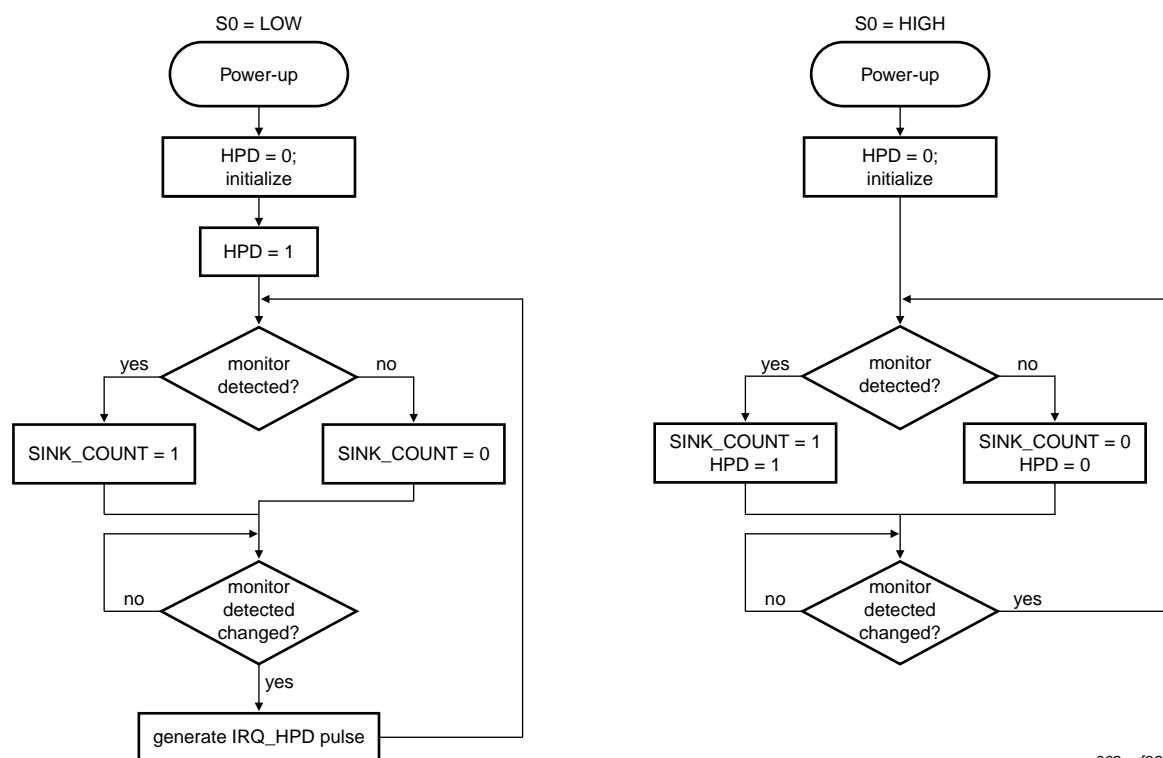 S0 = LOW
Power-up
HPD = 0;
initialize
HPD = 1
yes
monitor
detected?
no
SINK_COUNT = 1
SINK_COUNT = 0
no
monitor
detected
changed?
yes
generate IRQ_HPD pulse
S0 = HIGH
Power-up
HPD = 0;
initialize
yes
monitor
detected?
no
SINK_COUNT = 1
HPD = 1
SINK_COUNT = 0
HPD = 0
no
monitor
detected
changed?
yes